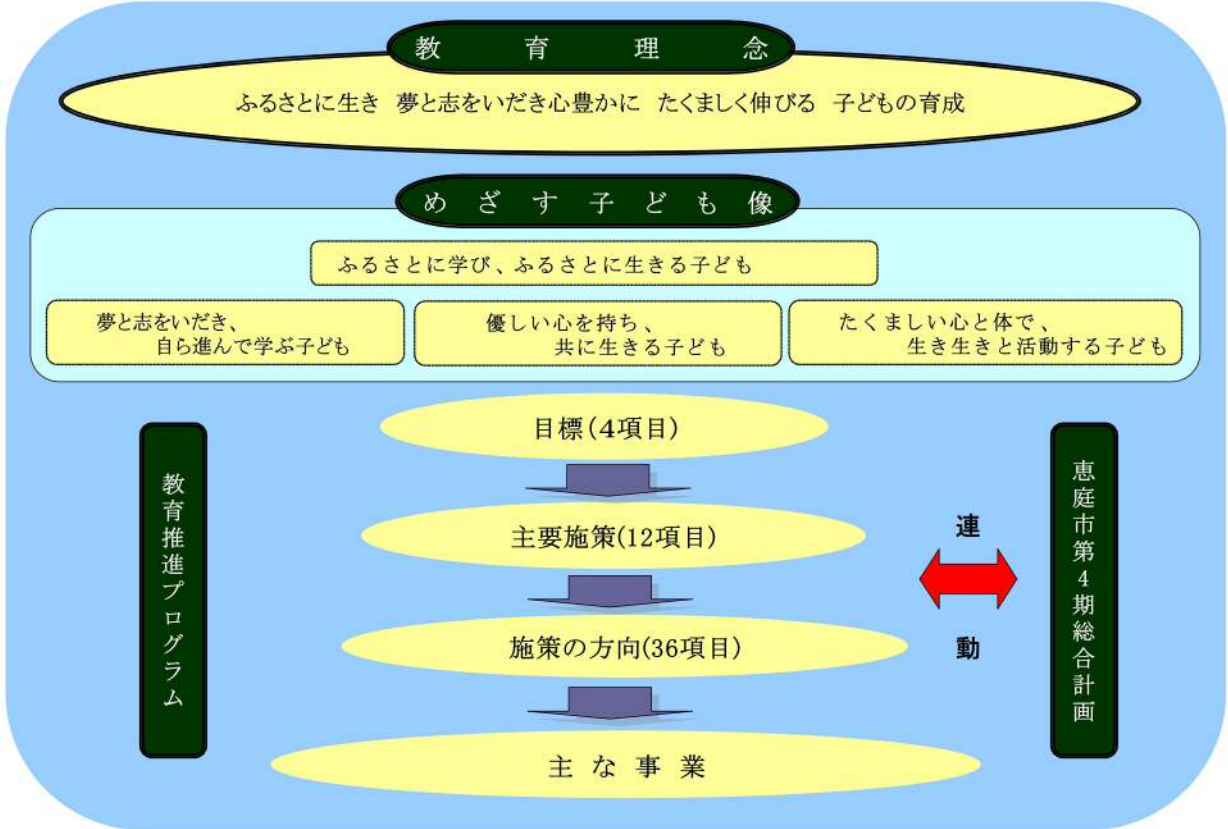 教育理念
ふるさとに生き 夢と志をいだき心豊かに たくましく伸びる 子どもの育成
めざす子ども像
ふるさとに学び、ふるさとに生きる子ども
夢と志をいだき、
自ら進んで学ぶ子ども
優しい心を持ち、
共に生きる子ども
たくましい心と体で、
生き生きと活動する子ども
目標(4項目)
主要施策(12項目)
施策の方向(36項目)
主な事業
教育推進プログラム
連
動
恵庭市第4期総合計画